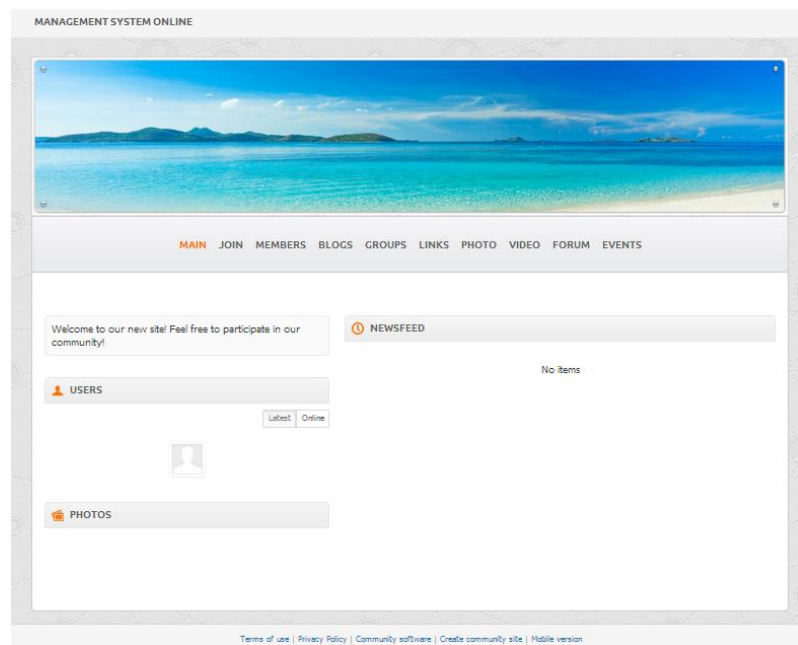 MANAGEMENT SYSTEM ONLINE
MAIN JOIN MEMBERS BLOGS GROUPS LINKS PHOTO VIDEO FORUM EVENTS
Welcome to our new site! Feel free to participate in our
community!
USERS
Latest Online
PHOTOS
NEWSFEED
No items
Terms of use | Privacy Policy | Community software | Create community site | Mobile version